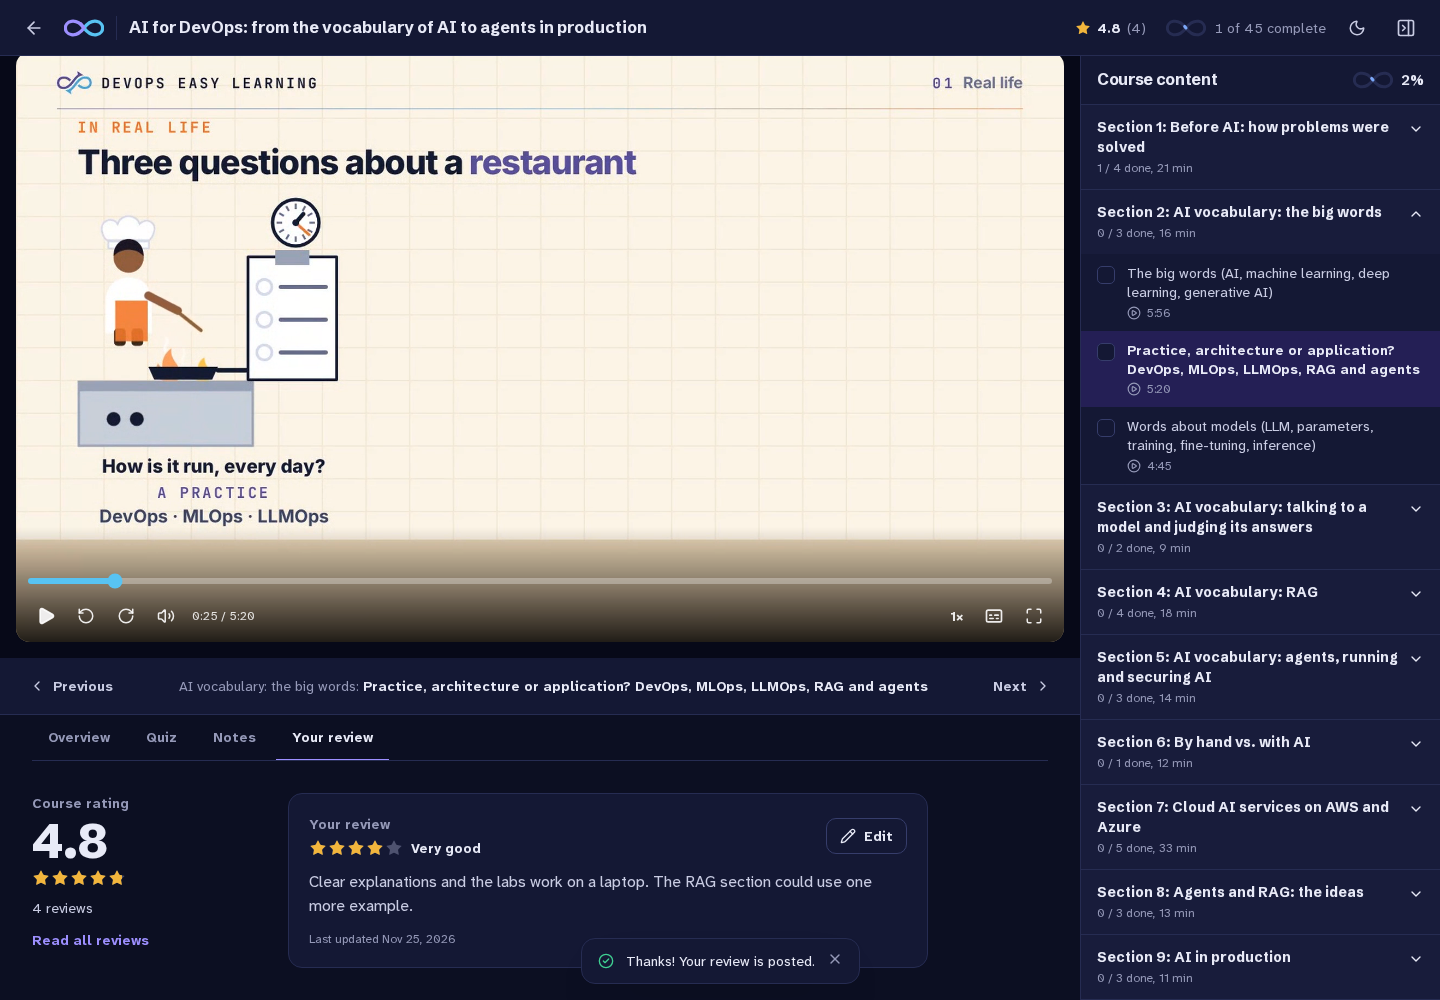 AI for DevOps: from the vocabulary of AI to agents in production
4.8 (4)
1 of 45 complete
DEVOPS EASY LEARNING
01 Real life
IN REAL LIFE
Three questions about a restaurant
How is it run, every day?
A PRACTICE
DevOps · MLOps · LLMOps
0:25 / 5:20
1x
Previous
AI vocabulary: the big words: Practice, architecture or application? DevOps, MLOps, LLMOps, RAG and agents
Next
Overview
Quiz
Notes
Your review
Course rating
4.8
4 reviews
Read all reviews
Your review
Very good
Edit
Clear explanations and the labs work on a laptop. The RAG section could use one
more example.
Last updated Nov 25, 2026
Thanks! Your review is posted.
Course content
2%
Section 1: Before AI: how problems were
solved
1 / 4 done, 21 min
Section 2: AI vocabulary: the big words
0 / 3 done, 16 min
The big words (AI, machine learning, deep
learning, generative AI)
5:56
Practice, architecture or application?
DevOps, MLOps, LLMOps, RAG and agents
5:20
Words about models (LLM, parameters,
training, fine-tuning, inference)
4:45
Section 3: AI vocabulary: talking to a
model and judging its answers
0 / 2 done, 9 min
Section 4: AI vocabulary: RAG
0 / 4 done, 18 min
Section 5: AI vocabulary: agents, running
and securing AI
0 / 3 done, 14 min
Section 6: By hand vs. with AI
0 / 1 done, 12 min
Section 7: Cloud AI services on AWS and
Azure
0 / 5 done, 33 min
Section 8: Agents and RAG: the ideas
0 / 3 done, 13 min
Section 9: AI in production
0 / 3 done, 11 min